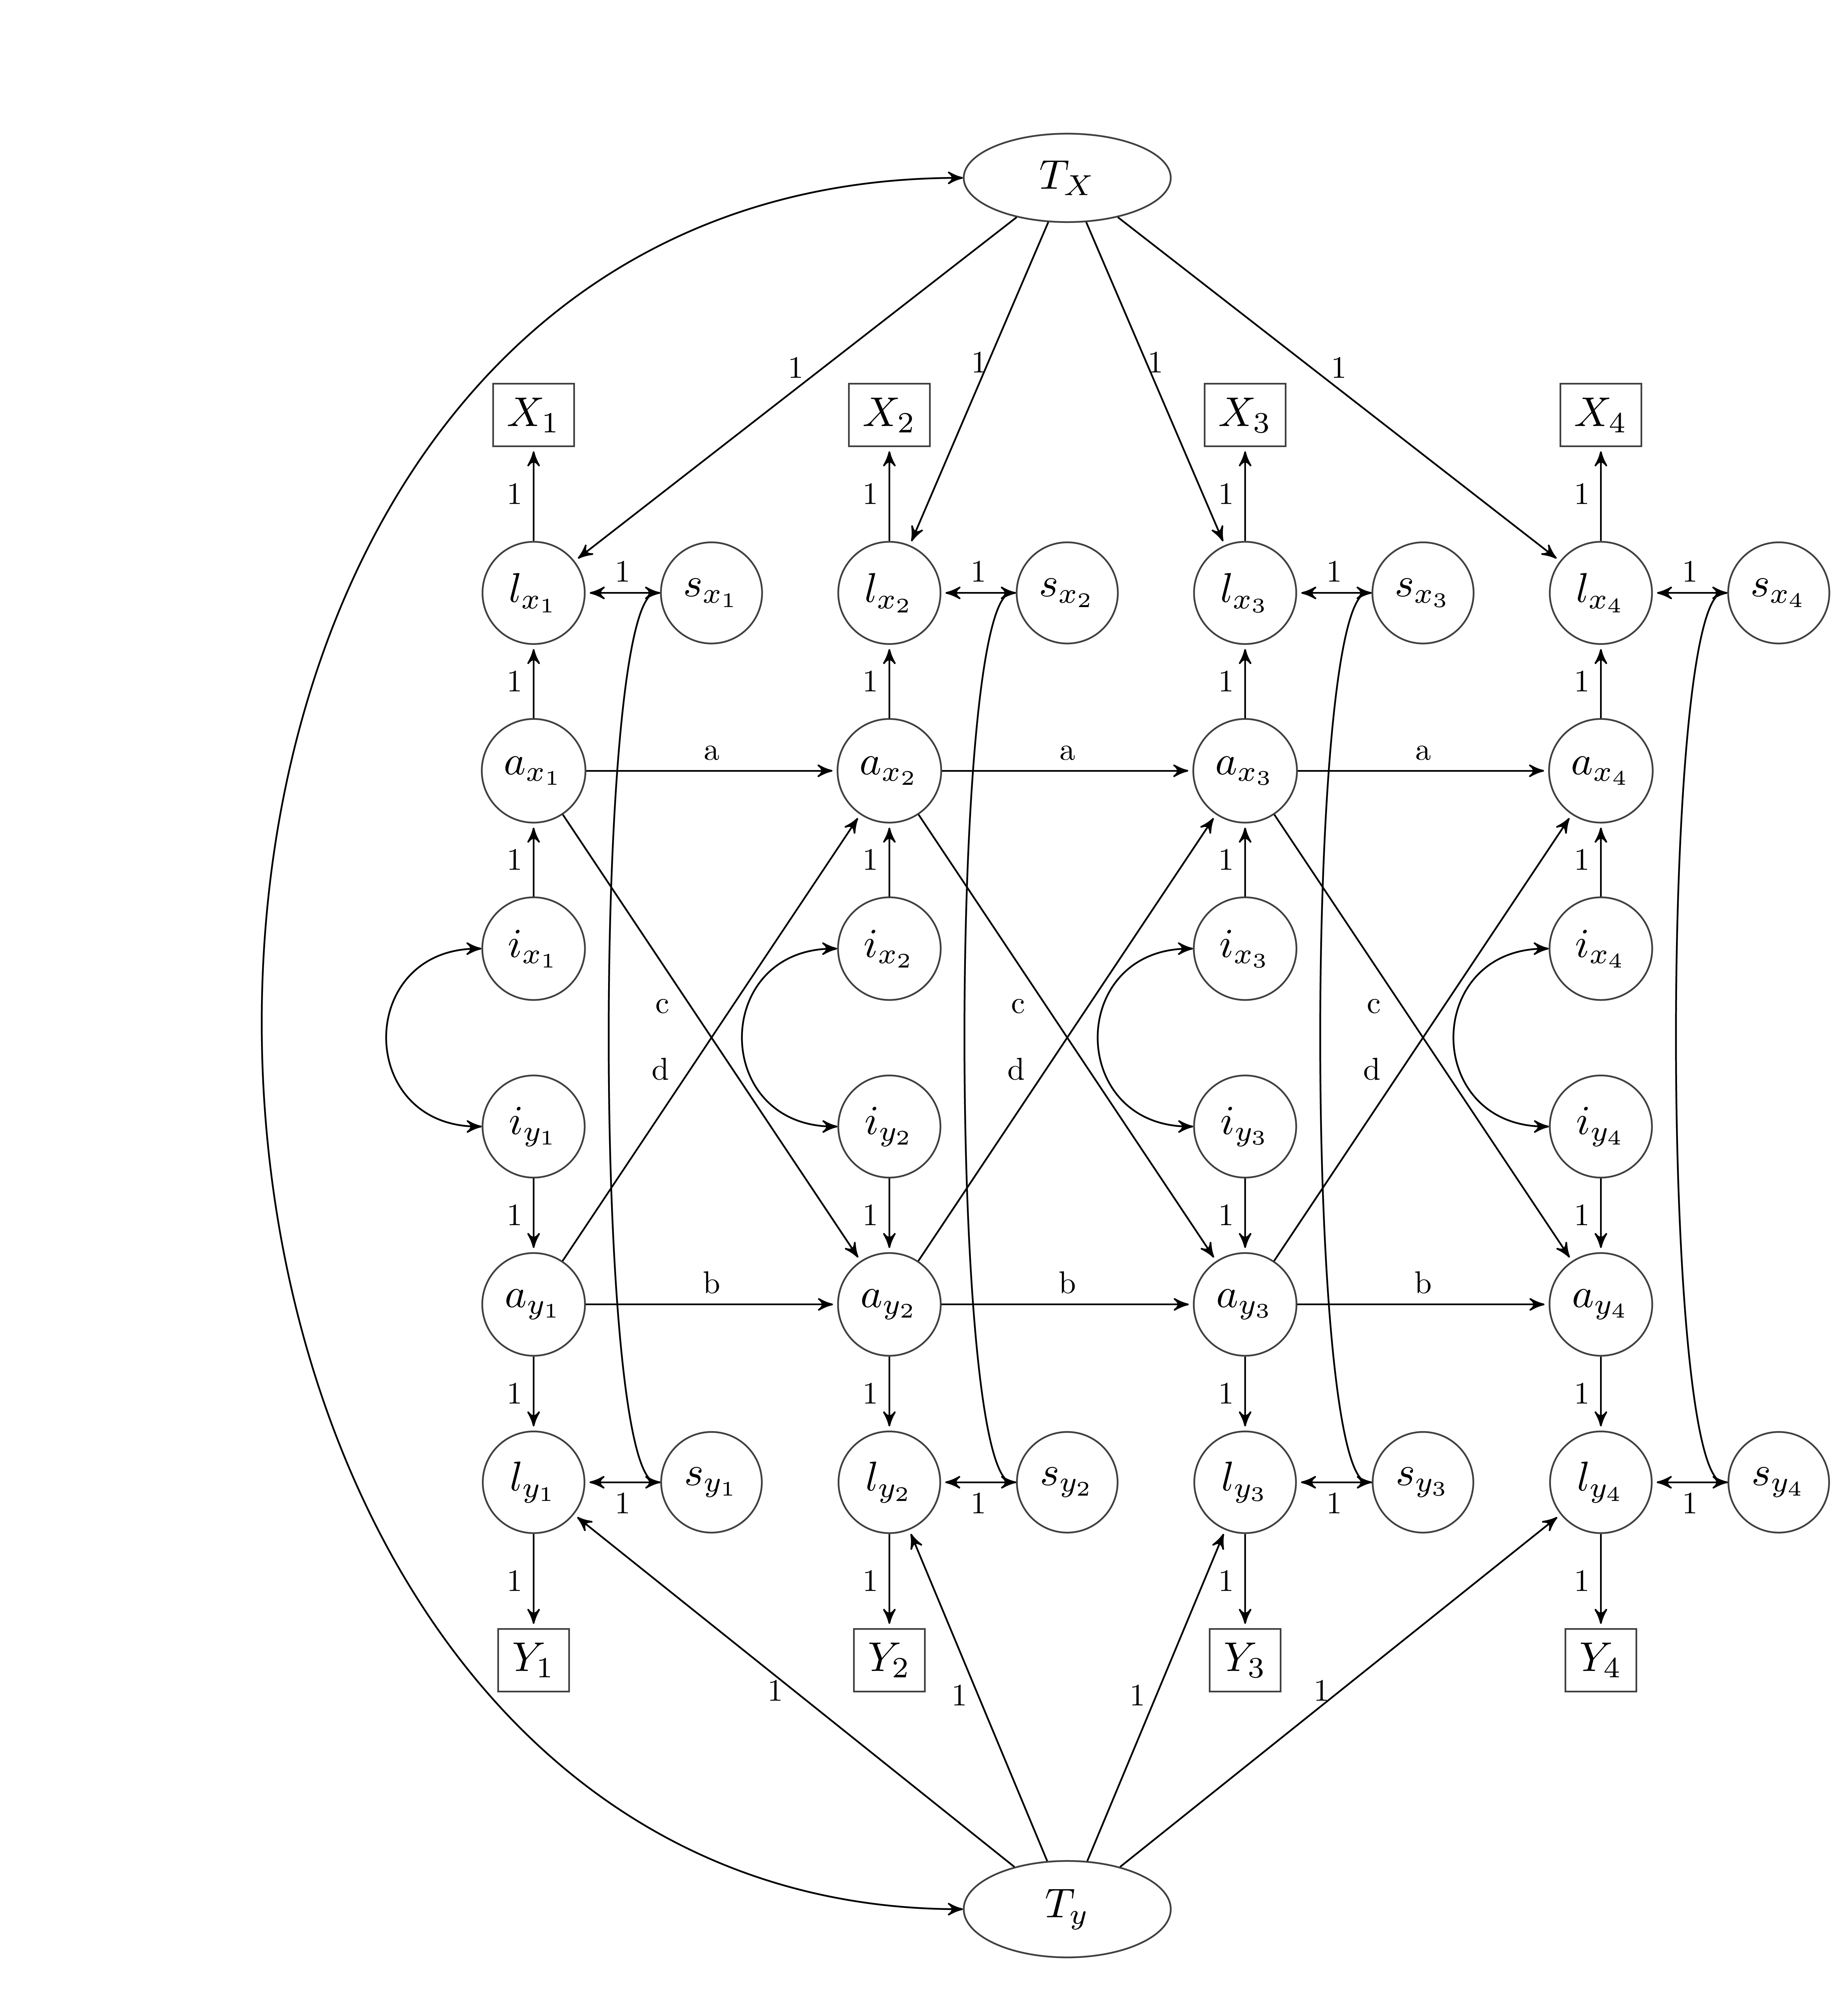 T_X
1 1 1 1
X_1 X_2 X_3 X_4
1 1 1 1
1 1 1 1
l_{x_1} s_{x_1} l_{x_2} s_{x_2} l_{x_3} s_{x_3} l_{x_4} s_{x_4}
1 1 1 1
a a a
a_{x_1} a_{x_2} a_{x_3} a_{x_4}
1 1 1 1
i_{x_1} i_{x_2} i_{x_3} i_{x_4}
c c c
d d d
i_{y_1} i_{y_2} i_{y_3} i_{y_4}
1 1 1 1
b b b
a_{y_1} a_{y_2} a_{y_3} a_{y_4}
1 1 1 1
l_{y_1} s_{y_1} l_{y_2} s_{y_2} l_{y_3} s_{y_3} l_{y_4} s_{y_4}
1 1 1 1
1 1 1 1
Y_1 Y_2 Y_3 Y_4
1 1 1 1
T_y